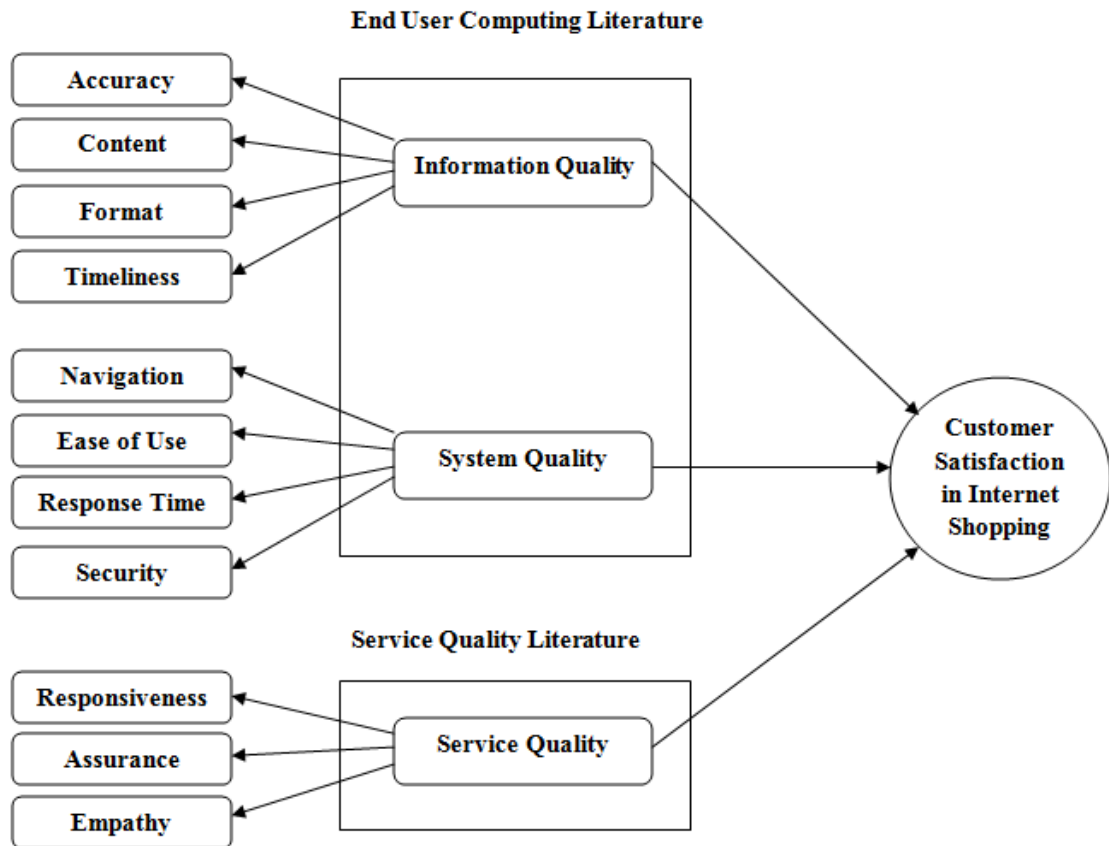 End User Computing Literature
Accuracy
Content
Format
Timeliness
Information Quality
Navigation
Ease of Use
Response Time
Security
System Quality
Customer
Satisfaction
in Internet
Shopping
Service Quality Literature
Responsiveness
Assurance
Empathy
Service Quality